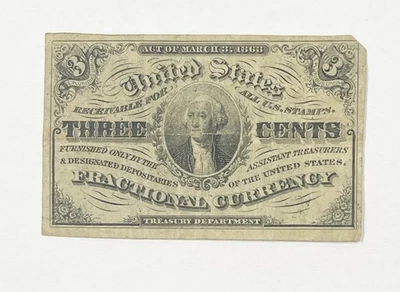 ACT OF MARCH 3, 1863
3 3
United States
RECEIVABLE FOR ALL U.S. STAMPS.
THREE CENTS
FURNISHED ONLY BY THE ASSISTANT TREASURERS
& DESIGNATED DEPOSITARIES OF THE UNITED STATES.
FRACTIONAL CURRENCY
TREASURY DEPARTMENT